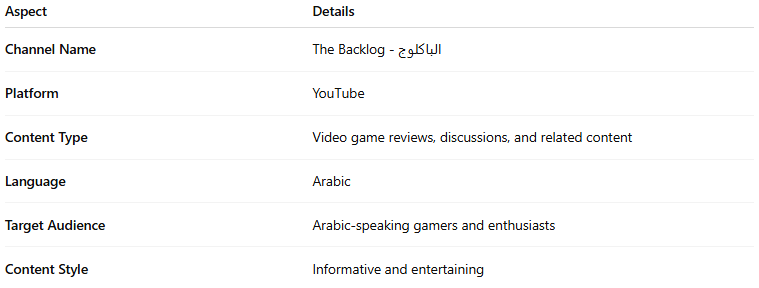 Aspect Details
Channel Name The Backlog - الباكلوج
Platform YouTube
Content Type Video game reviews, discussions, and related content
Language Arabic
Target Audience Arabic-speaking gamers and enthusiasts
Content Style Informative and entertaining